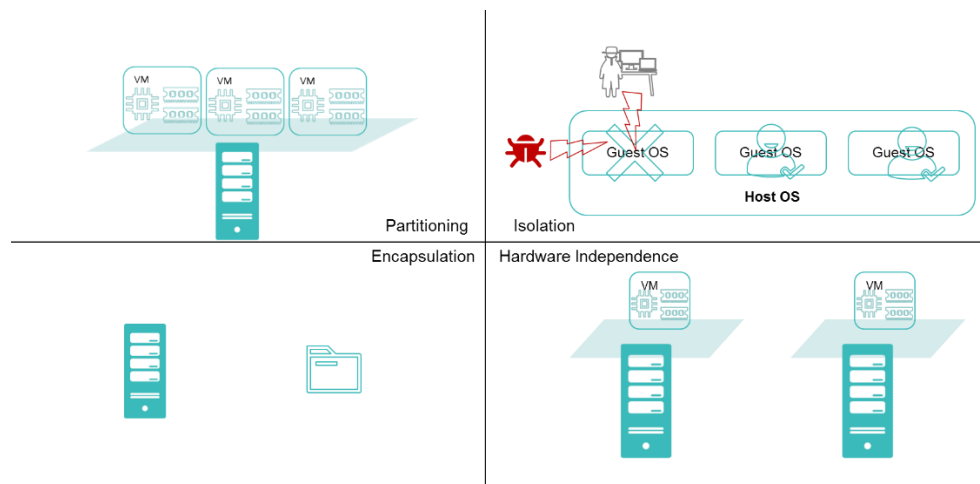 VM
VM
VM
Partitioning
Guest OS
Guest OS
Guest OS
Host OS
Isolation
Encapsulation
Hardware Independence
VM
VM